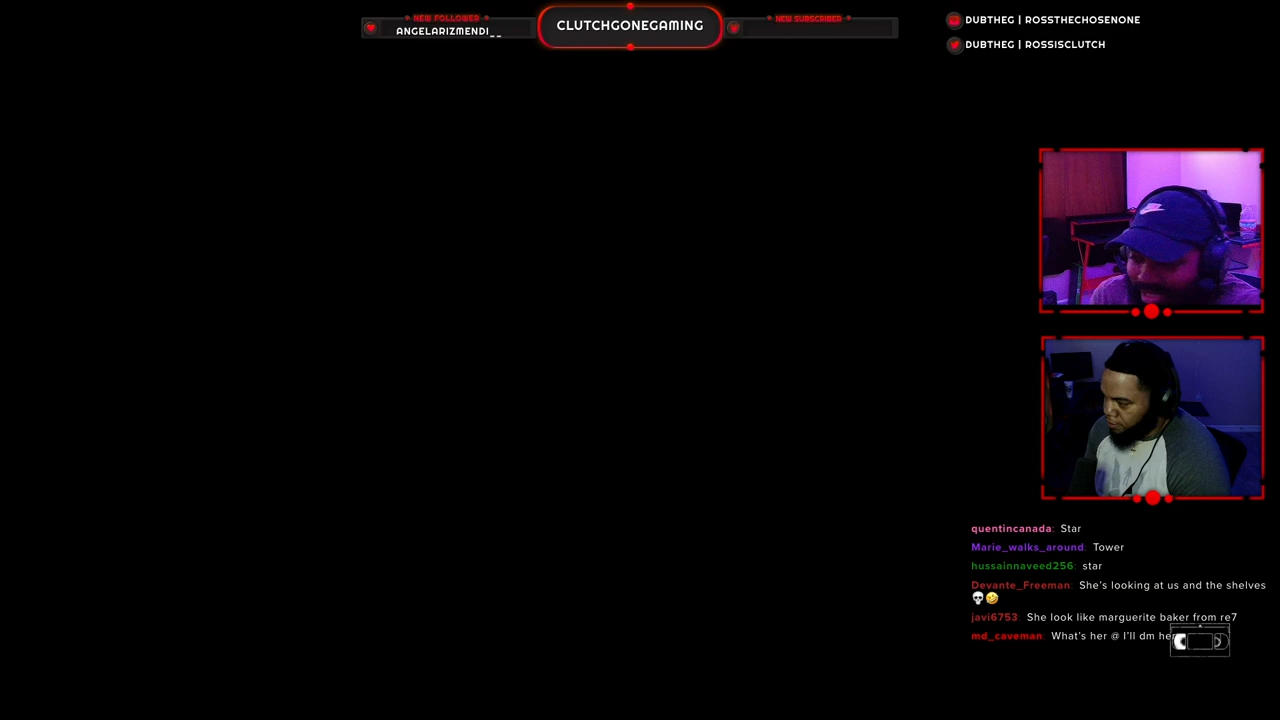 NEW FOLLOWER
ANGELARIZMENDI__
CLUTCHGONEGAMING
NEW SUBSCRIBER
DUBTHEG | ROSSTHECHOSENONE
DUBTHEG | ROSSISCLUTCH
quentincanada: Star
Marie_walks_around: Tower
hussainnaveed256: star
Devante_Freeman: She's looking at us and the shelves
💀🤣
javi6753: She look like marguerite baker from re7
md_caveman: What's her @ I'll dm her